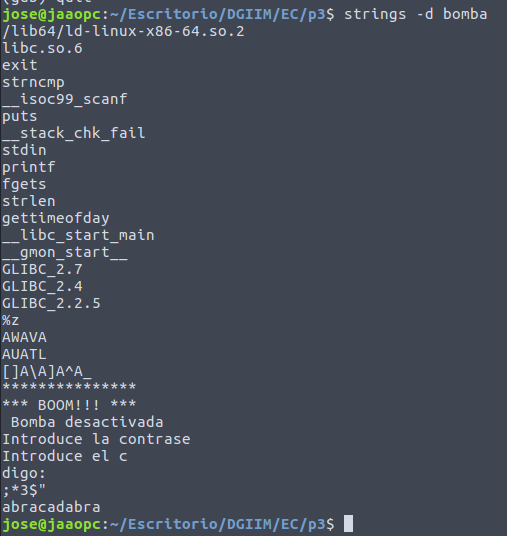 (gdb) quit
jose@jaaopc:~/Escritorio/DGIIM/EC/p3$ strings -d bomba
/lib64/ld-linux-x86-64.so.2
libc.so.6
exit
strncmp
__isoc99_scanf
puts
__stack_chk_fail
stdin
printf
fgets
strlen
gettimeofday
__libc_start_main
__gmon_start__
GLIBC_2.7
GLIBC_2.4
GLIBC_2.2.5
%z
AWAVA
AUATL
[]A\A]A^A_
***************
*** BOOM!!! ***
 Bomba desactivada
Introduce la contrase
Introduce el c
digo:
;*3$"
abracadabra
jose@jaaopc:~/Escritorio/DGIIM/EC/p3$